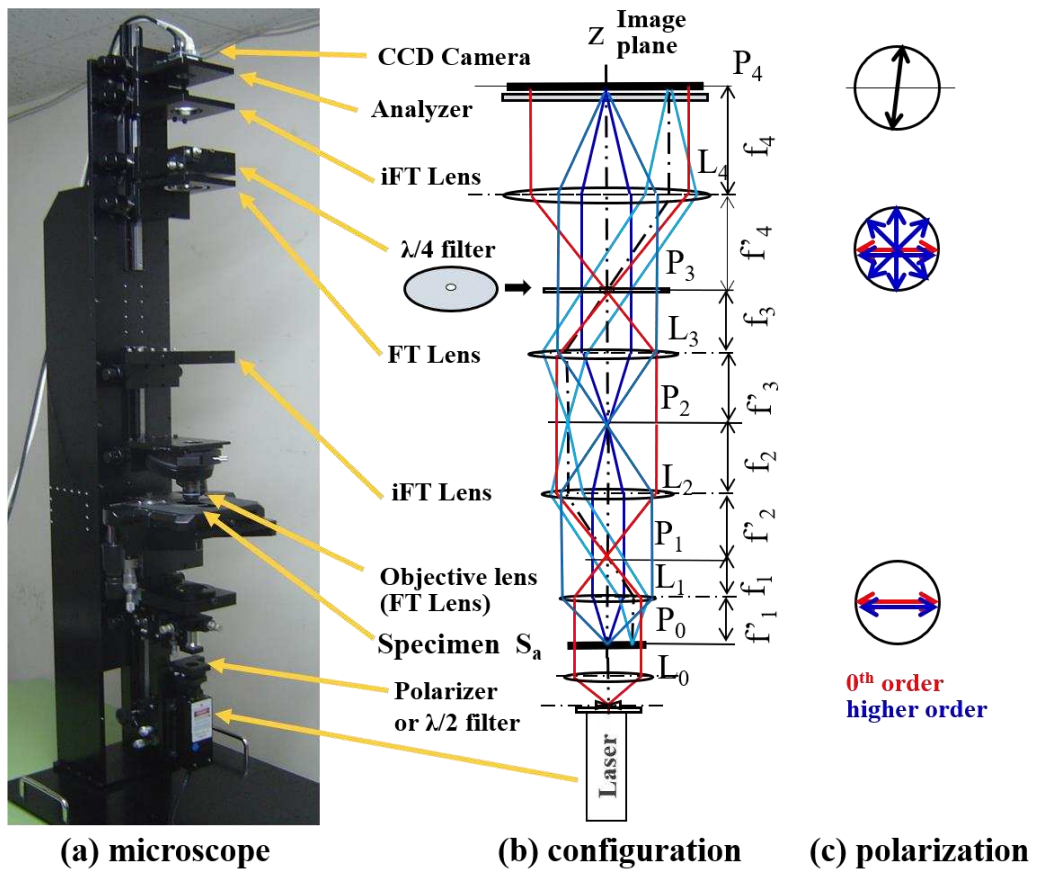 CCD Camera
Analyzer
iFT Lens
λ/4 filter
FT Lens
iFT Lens
Objective lens
(FT Lens)
Specimen Sₐ
Polarizer
or λ/2 filter
z
Image
plane
P₄
f₄
L₄
f'₄
P₃
f₃
L₃
f'₃
P₂
f₂
L₂
f'₂
P₁
L₁
f₁
P₀
f'₁
L₀
Laser
0ᵗʰ order
higher order
(a) microscope
(b) configuration
(c) polarization